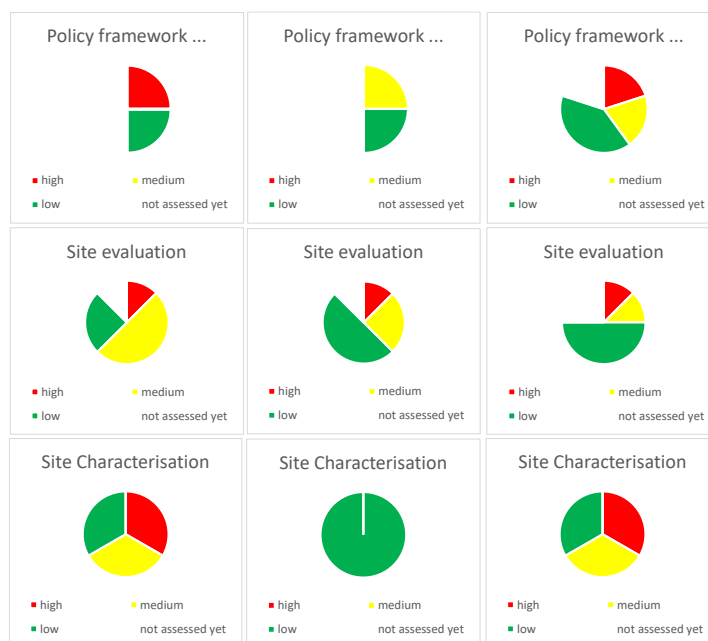 Policy framework ...
high medium
low not assessed yet
Policy framework ...
high medium
low not assessed yet
Policy framework ...
high medium
low not assessed yet
Site evaluation
high medium
low not assessed yet
Site evaluation
high medium
low not assessed yet
Site evaluation
high medium
low not assessed yet
Site Characterisation
high medium
low not assessed yet
Site Characterisation
high medium
low not assessed yet
Site Characterisation
high medium
low not assessed yet